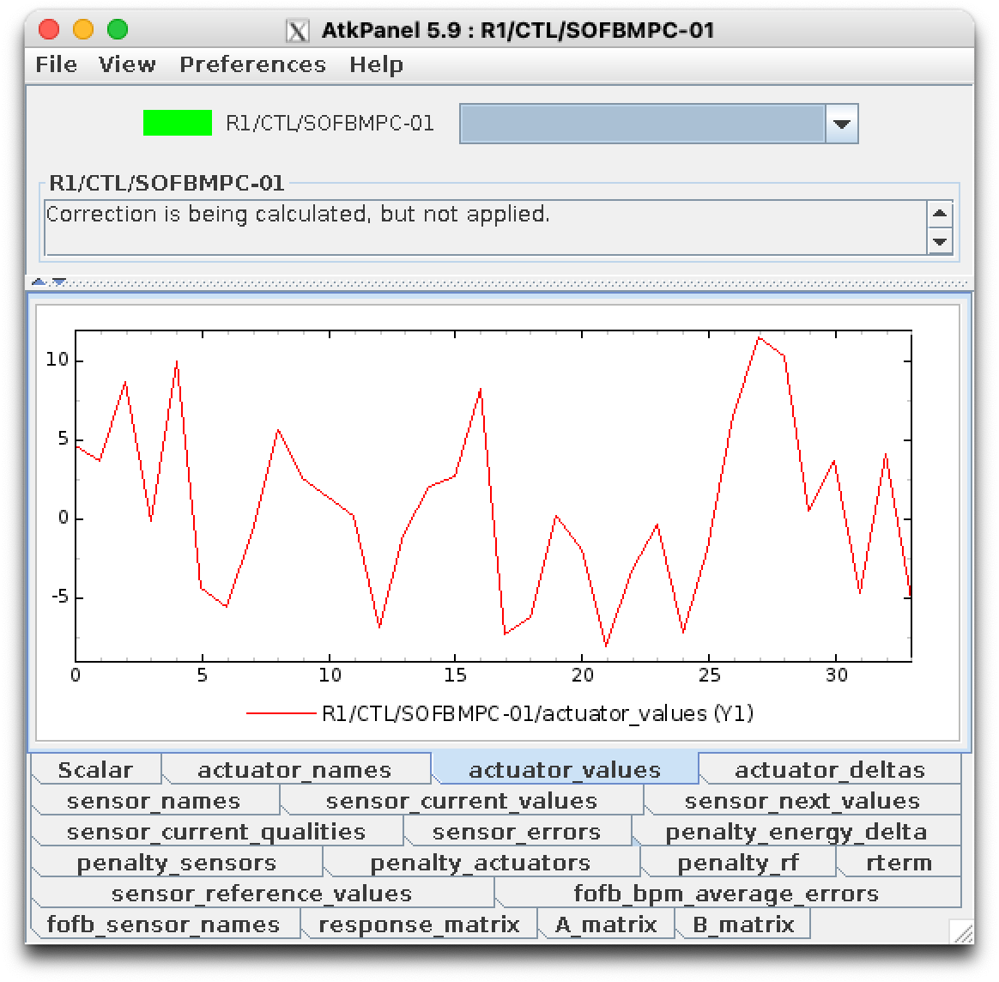 AtkPanel 5.9 : R1/CTL/SOFBMPC-01
File View Preferences Help
R1/CTL/SOFBMPC-01
R1/CTL/SOFBMPC-01
Correction is being calculated, but not applied.
10
5
0
-5
0 5 10 15 20 25 30
R1/CTL/SOFBMPC-01/actuator_values (Y1)
Scalar actuator_names actuator_values actuator_deltas
sensor_names sensor_current_values sensor_next_values
sensor_current_qualities sensor_errors penalty_energy_delta
penalty_sensors penalty_actuators penalty_rf rterm
sensor_reference_values fofb_bpm_average_errors
fofb_sensor_names response_matrix A_matrix B_matrix